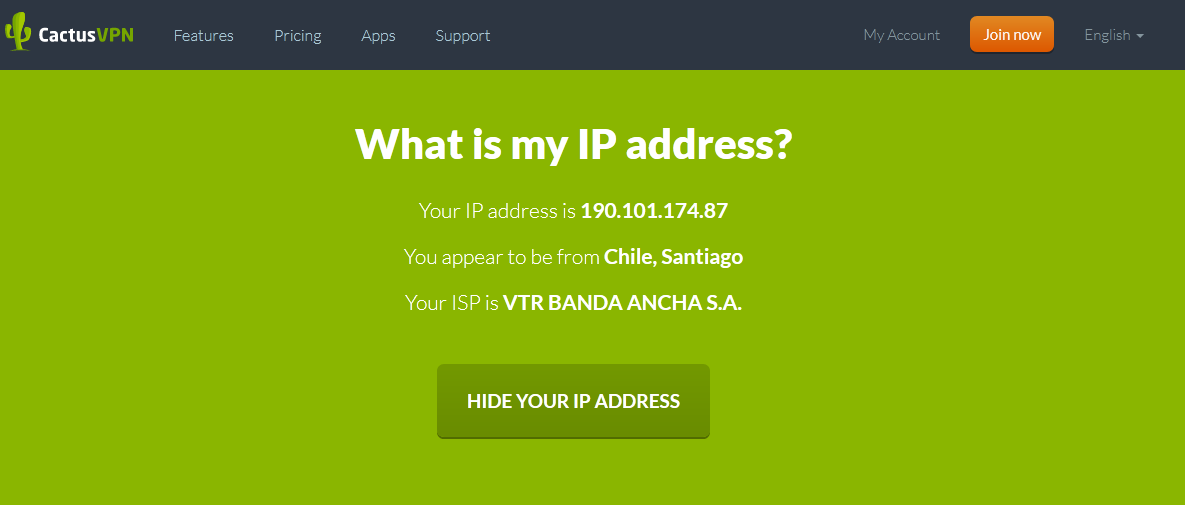 CactusVPN Features Pricing Apps Support My Account Join now English
What is my IP address?
Your IP address is 190.101.174.87
You appear to be from Chile, Santiago
Your ISP is VTR BANDA ANCHA S.A.
HIDE YOUR IP ADDRESS